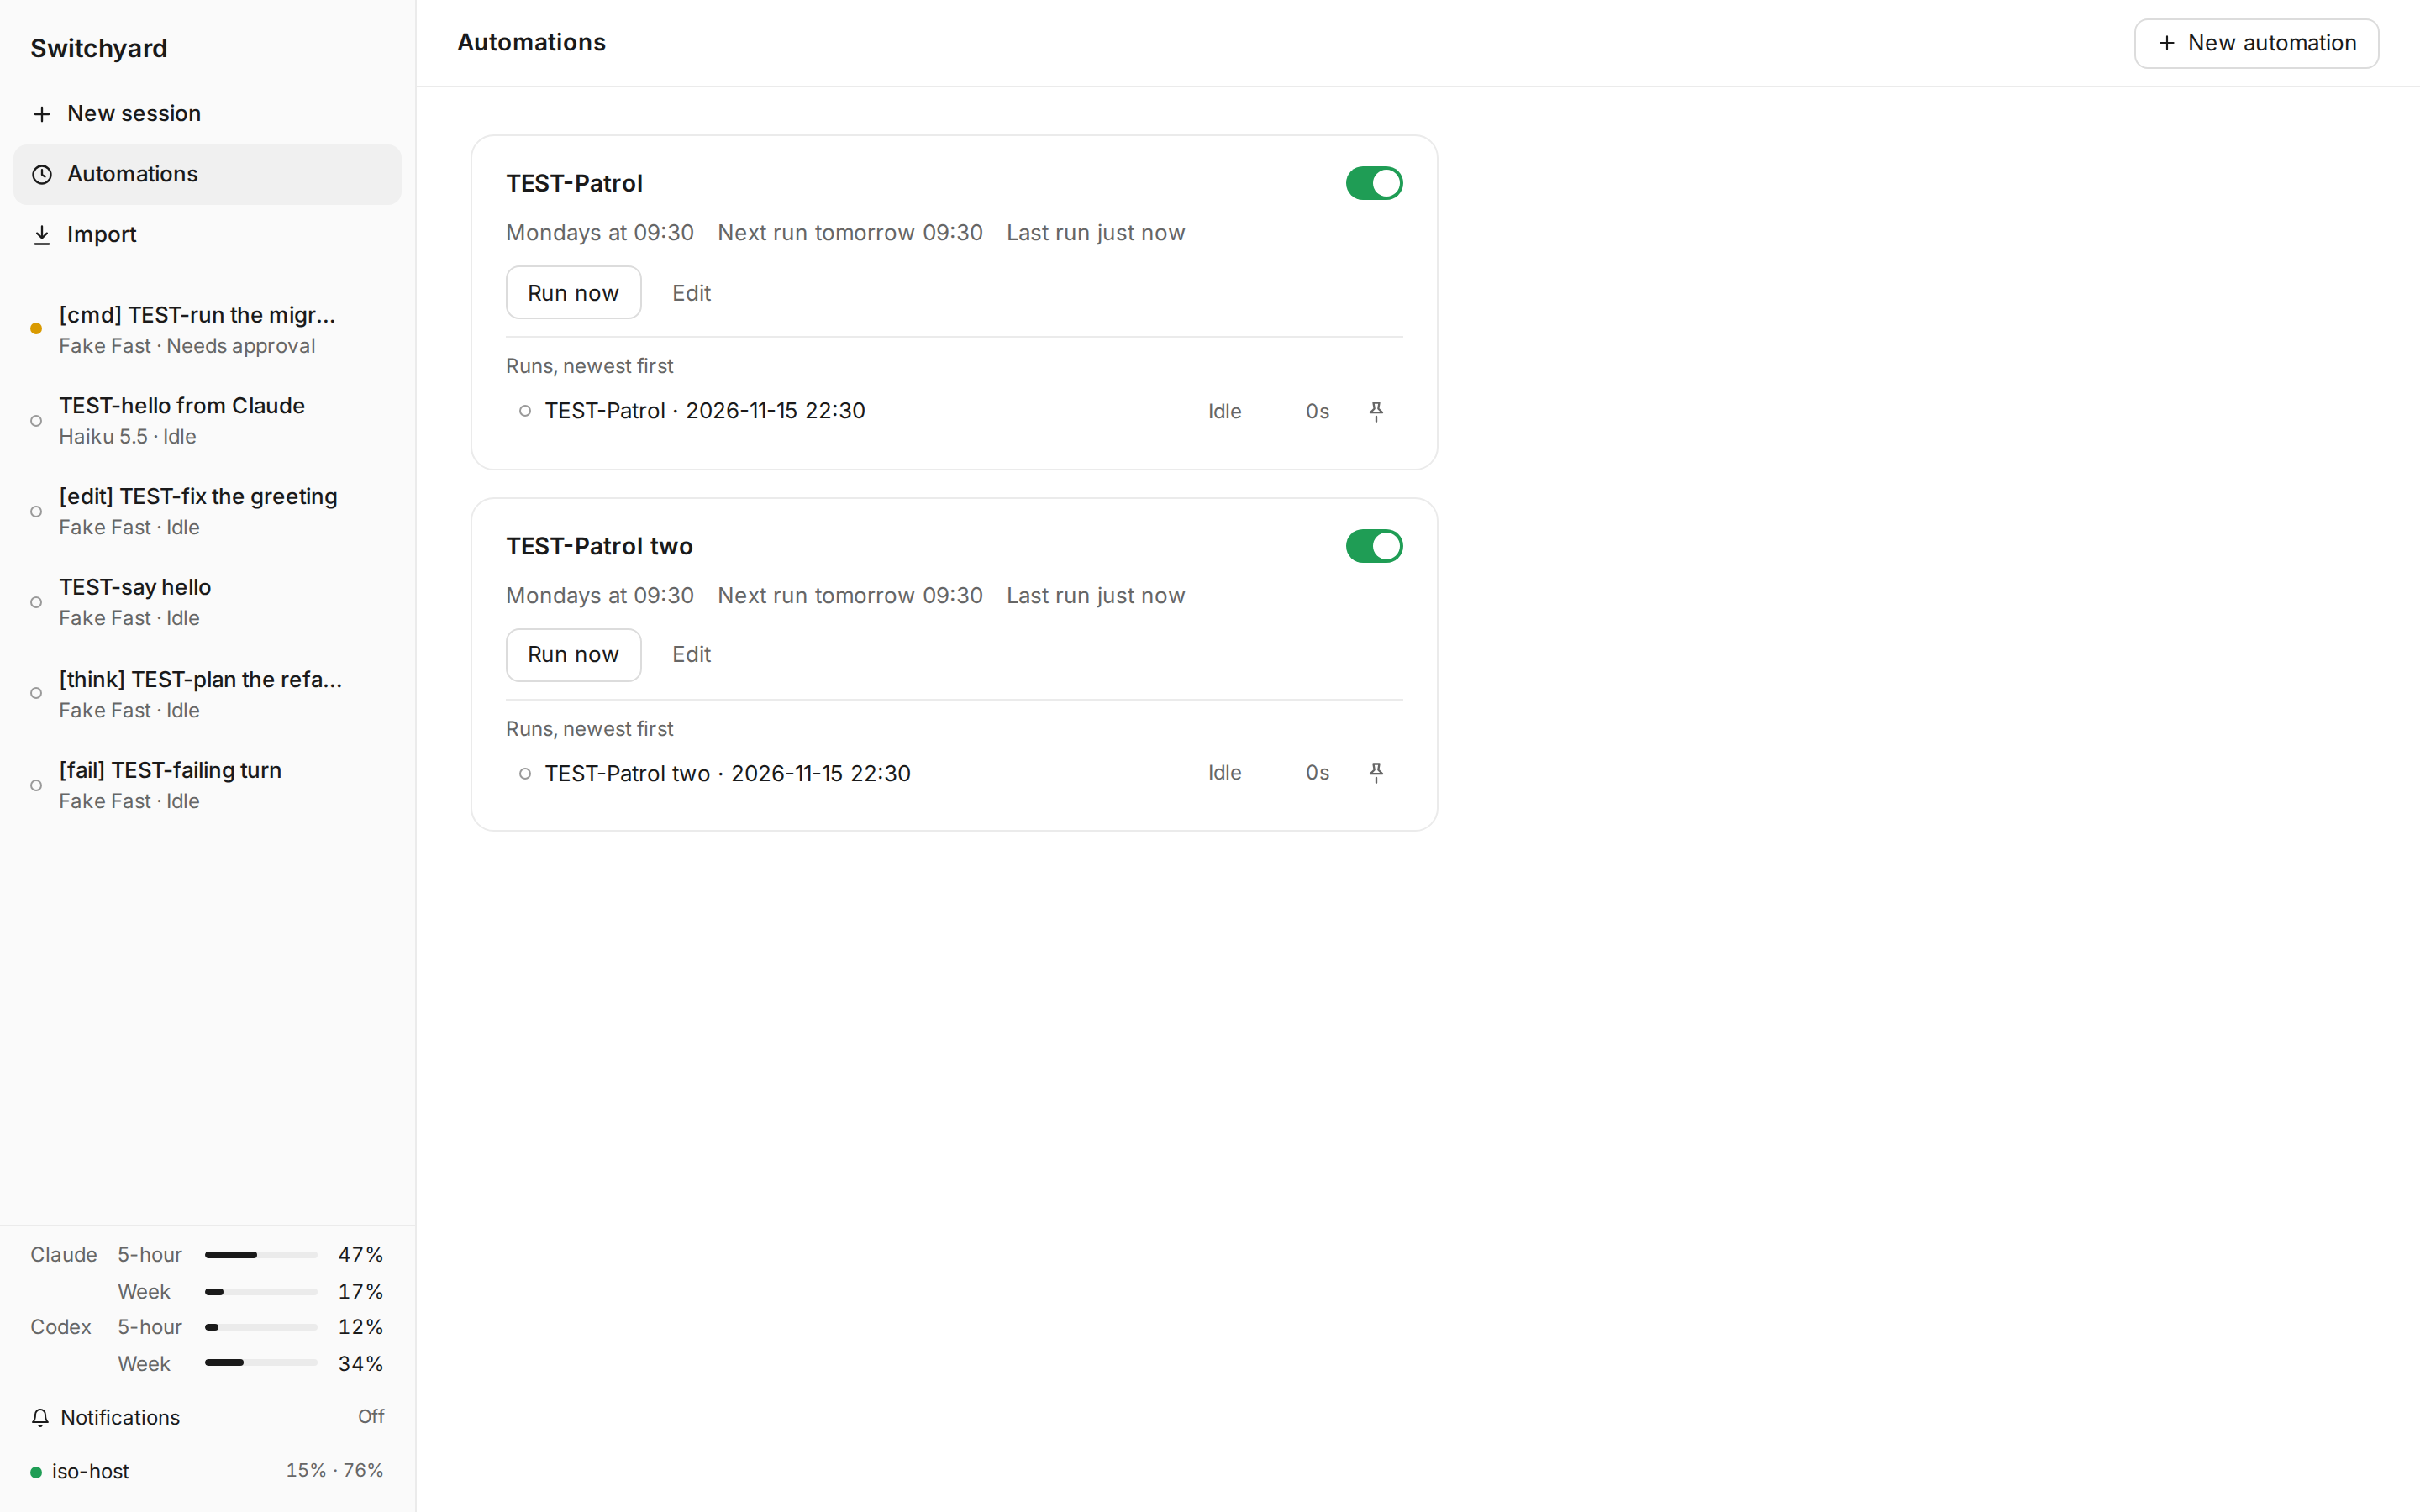 Switchyard
New session
Automations
Import
[cmd] TEST-run the migr...
Fake Fast · Needs approval
TEST-hello from Claude
Haiku 5.5 · Idle
[edit] TEST-fix the greeting
Fake Fast · Idle
TEST-say hello
Fake Fast · Idle
[think] TEST-plan the refa...
Fake Fast · Idle
[fail] TEST-failing turn
Fake Fast · Idle
Claude 5-hour 47%
Week 17%
Codex 5-hour 12%
Week 34%
Notifications Off
iso-host 15% · 76%
Automations
New automation
TEST-Patrol
Mondays at 09:30 Next run tomorrow 09:30 Last run just now
Run now Edit
Runs, newest first
TEST-Patrol · 2026-11-15 22:30 Idle 0s
TEST-Patrol two
Mondays at 09:30 Next run tomorrow 09:30 Last run just now
Run now Edit
Runs, newest first
TEST-Patrol two · 2026-11-15 22:30 Idle 0s